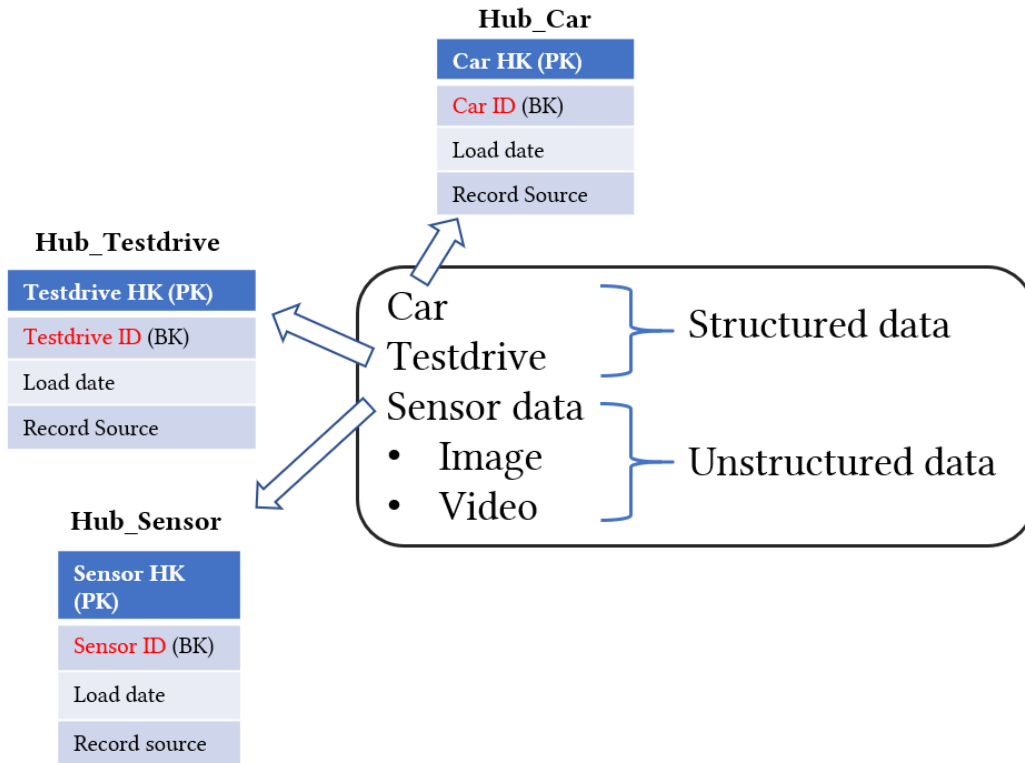 Hub_Car
Car HK (PK)
Car ID (BK)
Load date
Record Source
Hub_Testdrive
Testdrive HK (PK)
Testdrive ID (BK)
Load date
Record Source
Car
Testdrive
Sensor data
• Image
• Video
Structured data
Unstructured data
Hub_Sensor
Sensor HK
(PK)
Sensor ID (BK)
Load date
Record source